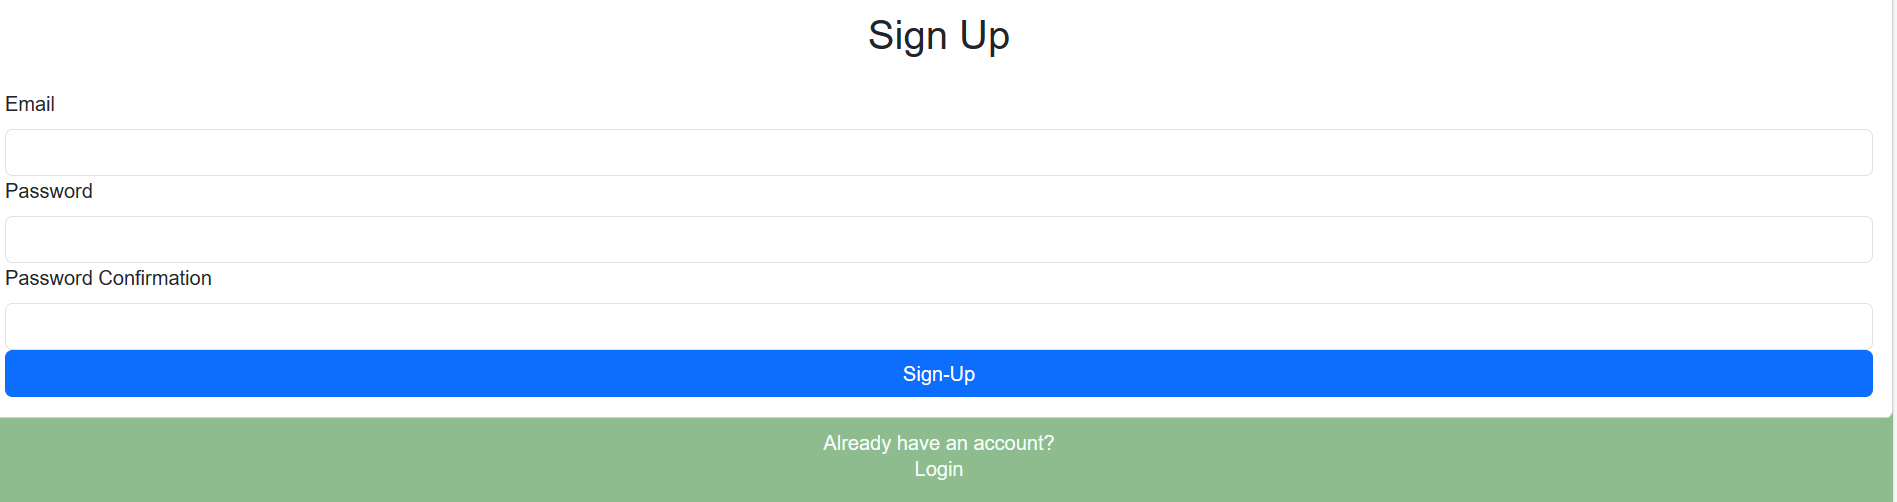 Sign Up
Email
Password
Password Confirmation
Sign-Up
Already have an account?
Login